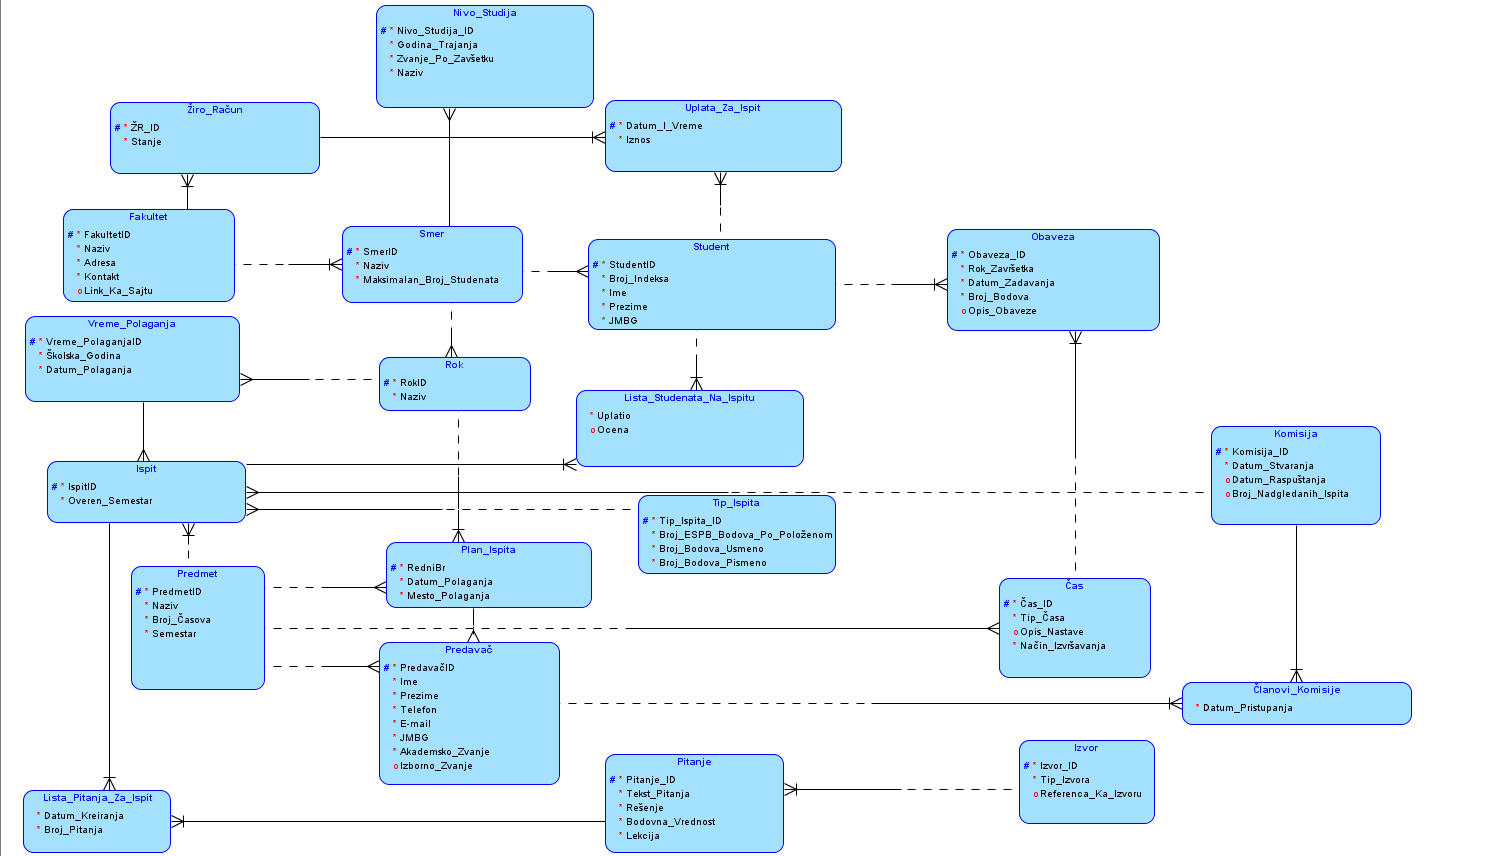 Nivo_Studija
# * Nivo_Studija_ID
* Godina_Trajanja
* Zvanje_Po_Završetku
* Naziv
Žiro_Račun
# * ŽR_ID
* Stanje
Uplata_Za_Ispit
# * Datum_I_Vreme
* Iznos
Fakultet
# * FakultetID
* Naziv
* Adresa
* Kontakt
o Link_Ka_Sajtu
Smer
# * SmerID
* Naziv
* Maksimalan_Broj_Studenata
Student
# * StudentID
* Broj_Indeksa
* Ime
* Prezime
* JMBG
Obaveza
# * Obaveza_ID
* Rok_Završetka
* Datum_Zadavanja
* Broj_Bodova
o Opis_Obaveze
Vreme_Polaganja
# * Vreme_PolaganjaID
* Školska_Godina
* Datum_Polaganja
Rok
# * RokID
* Naziv
Lista_Studenata_Na_Ispitu
* Uplatio
o Ocena
Komisija
# * Komisija_ID
* Datum_Stvaranja
o Datum_Raspuštanja
o Broj_Nadgledanih_Ispita
Ispit
# * IspitID
* Overen_Semestar
Tip_Ispita
# * Tip_Ispita_ID
* Broj_ESPB_Bodova_Po_Položenom
* Broj_Bodova_Usmeno
* Broj_Bodova_Pismeno
Predmet
# * PredmetID
* Naziv
* Broj_Časova
* Semestar
Plan_Ispita
# * RedniBr
* Datum_Polaganja
* Mesto_Polaganja
Čas
# * Čas_ID
* Tip_Časa
o Opis_Nastave
* Način_Izvršavanja
Predavač
# * PredavačID
* Ime
* Prezime
* Telefon
* E-mail
* JMBG
* Akademsko_Zvanje
o Izborno_Zvanje
Članovi_Komisije
* Datum_Pristupanja
Lista_Pitanja_Za_Ispit
* Datum_Kreiranja
* Broj_Pitanja
Pitanje
# * Pitanje_ID
* Tekst_Pitanja
* Rešenje
* Bodovna_Vrednost
* Lekcija
Izvor
# * Izvor_ID
* Tip_Izvora
o Referenca_Ka_Izvoru